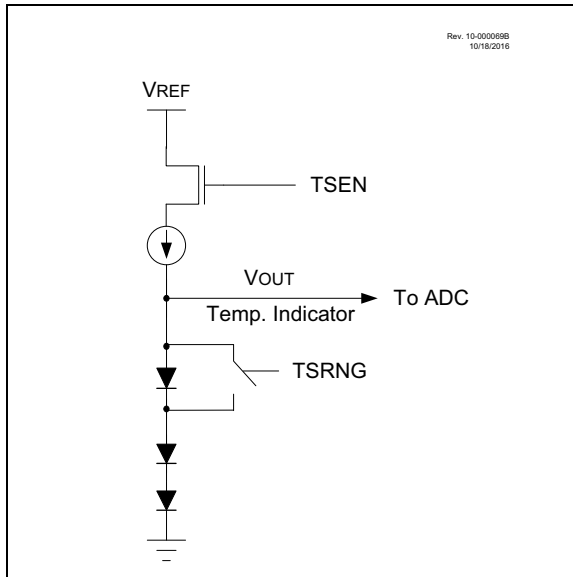 Rev. 10-000069B
10/18/2016
VREF
TSEN
VOUT
To ADC
Temp. Indicator
TSRNG